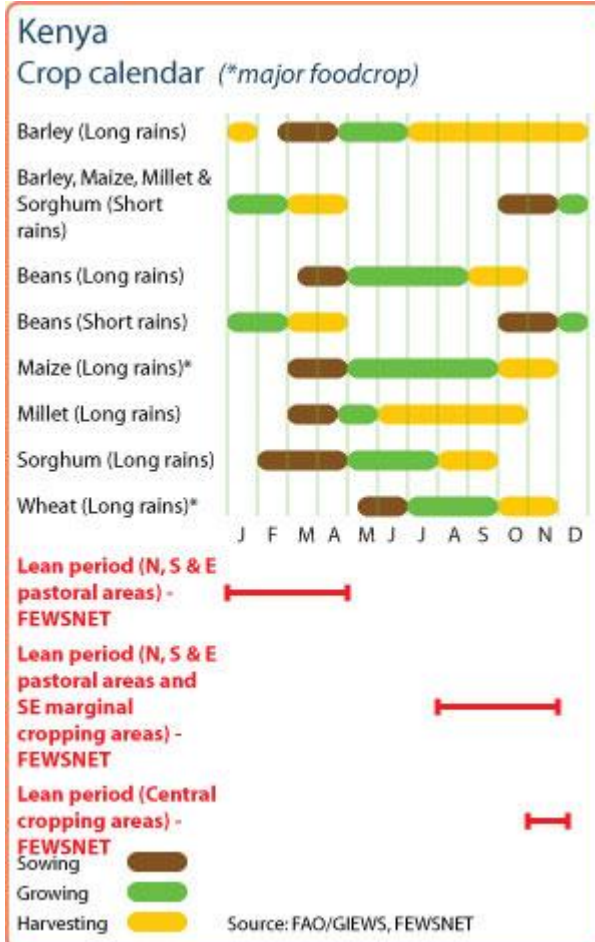 Kenya
Crop calendar (*major foodcrop)
Barley (Long rains)
Barley, Maize, Millet &
Sorghum (Short
rains)
Beans (Long rains)
Beans (Short rains)
Maize (Long rains)*
Millet (Long rains)
Sorghum (Long rains)
Wheat (Long rains)*
J F M A M J J A S O N D
Lean period (N, S & E
pastoral areas) -
FEWSNET
Lean period (N, S & E
pastoral areas and
SE marginal
cropping areas) -
FEWSNET
Lean period (Central
cropping areas) -
FEWSNET
Sowing
Growing
Harvesting
Source: FAO/GIEWS, FEWSNET